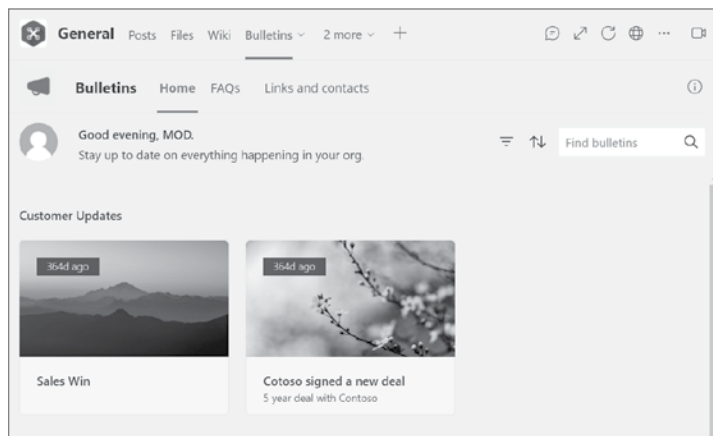 General Posts Files Wiki Bulletins 2 more
Bulletins Home FAQs Links and contacts
Good evening, MOD.
Stay up to date on everything happening in your org.
Find bulletins
Customer Updates
364d ago
364d ago
Sales Win
Cotoso signed a new deal
5 year deal with Contoso